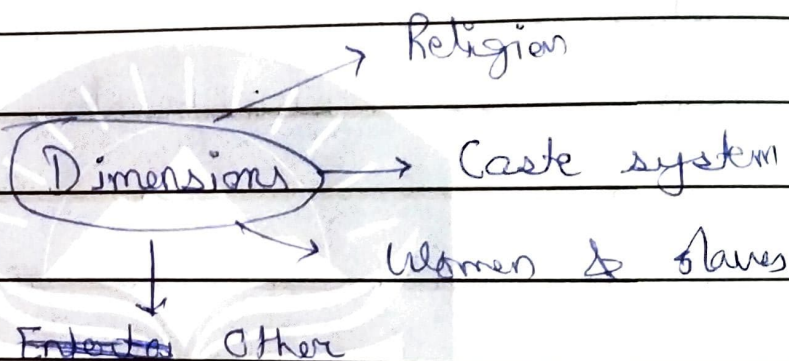 Religion
Dimensions
Caste system
Women & slaves
Other